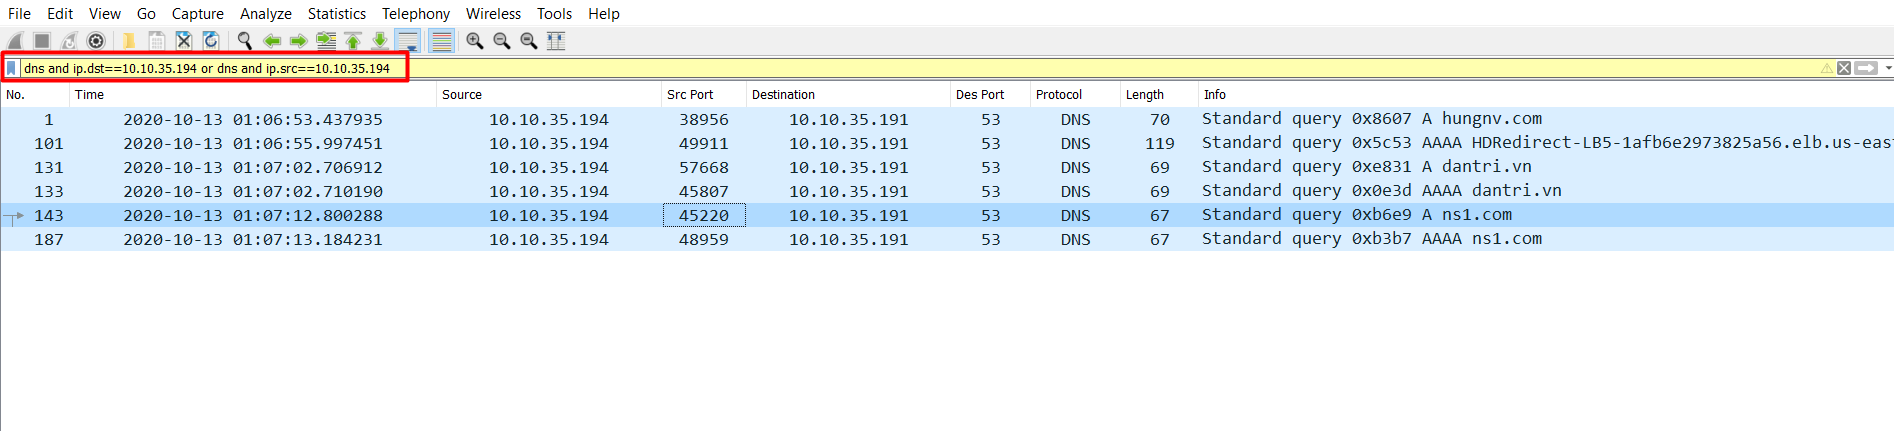 File Edit View Go Capture Analyze Statistics Telephony Wireless Tools Help
dns and ip.dst==10.10.35.194 or dns and ip.src==10.10.35.194
No. Time Source Src Port Destination Des Port Protocol Length Info
1 2020-10-13 01:06:53.437935 10.10.35.194 38956 10.10.35.191 53 DNS 70 Standard query 0x8607 A hungnv.com
101 2020-10-13 01:06:55.997451 10.10.35.194 49911 10.10.35.191 53 DNS 119 Standard query 0x5c53 AAAA HDRedirect-LB5-1afb6e2973825a56.elb.us-east
131 2020-10-13 01:07:02.706912 10.10.35.194 57668 10.10.35.191 53 DNS 69 Standard query 0xe831 A dantri.vn
133 2020-10-13 01:07:02.710190 10.10.35.194 45807 10.10.35.191 53 DNS 69 Standard query 0x0e3d AAAA dantri.vn
143 2020-10-13 01:07:12.800288 10.10.35.194 45220 10.10.35.191 53 DNS 67 Standard query 0xb6e9 A ns1.com
187 2020-10-13 01:07:13.184231 10.10.35.194 48959 10.10.35.191 53 DNS 67 Standard query 0xb3b7 AAAA ns1.com